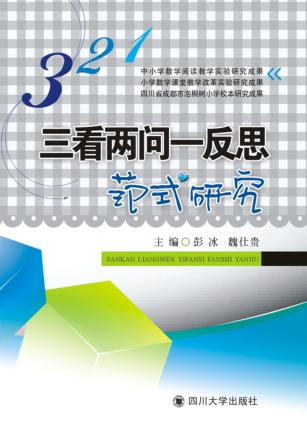 321
中小学数学阅读教学实验研究成果
小学数学课堂教学改革实验研究成果
四川省成都市泡桐树小学校本研究成果
三看两问一反思
范式研究
主编 彭冰 魏仕贵
SANKAN LIANGWEN YIFANSI FANSHI YANJIU
四川大学出版社